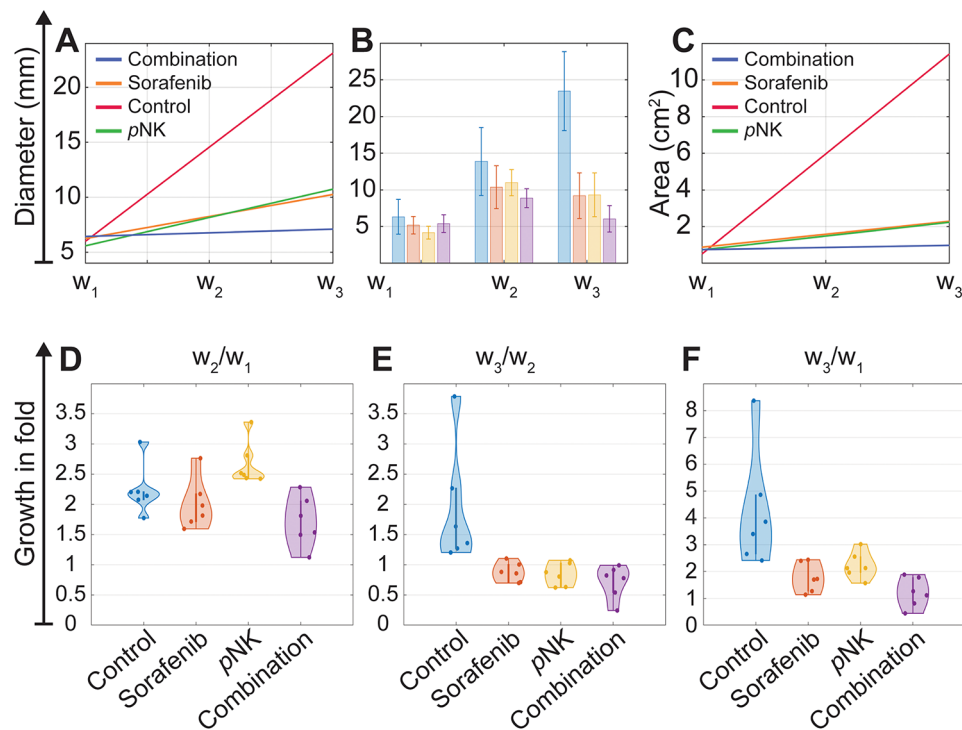 A
B
C
Diameter (mm)
20
15
10
5
Combination
Sorafenib
Control
pNK
w1
w2
w3
30
25
20
15
10
5
w1
w2
w3
Area (cm²)
10
8
6
4
2
Combination
Sorafenib
Control
pNK
w1
w2
w3
D
w2/w1
E
w3/w2
F
w3/w1
Growth in fold
3.5
3
2.5
2
1.5
1
0.5
0
Control
Sorafenib
pNK
Combination
3.5
3
2.5
2
1.5
1
0.5
0
Control
Sorafenib
pNK
Combination
8
7
6
5
4
3
2
1
0
Control
Sorafenib
pNK
Combination